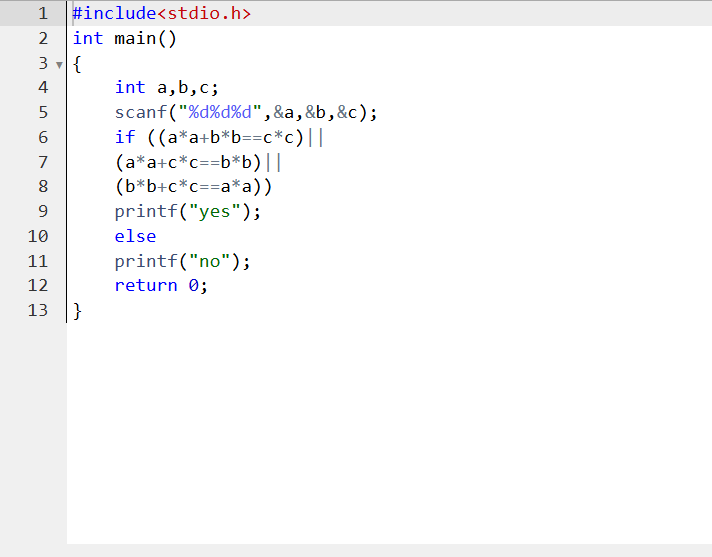 1 #include<stdio.h>
2 int main()
3 {
4     int a,b,c;
5     scanf("%d%d%d",&a,&b,&c);
6     if ((a*a+b*b==c*c)||
7     (a*a+c*c==b*b)||
8     (b*b+c*c==a*a))
9     printf("yes");
10     else
11     printf("no");
12     return 0;
13 }